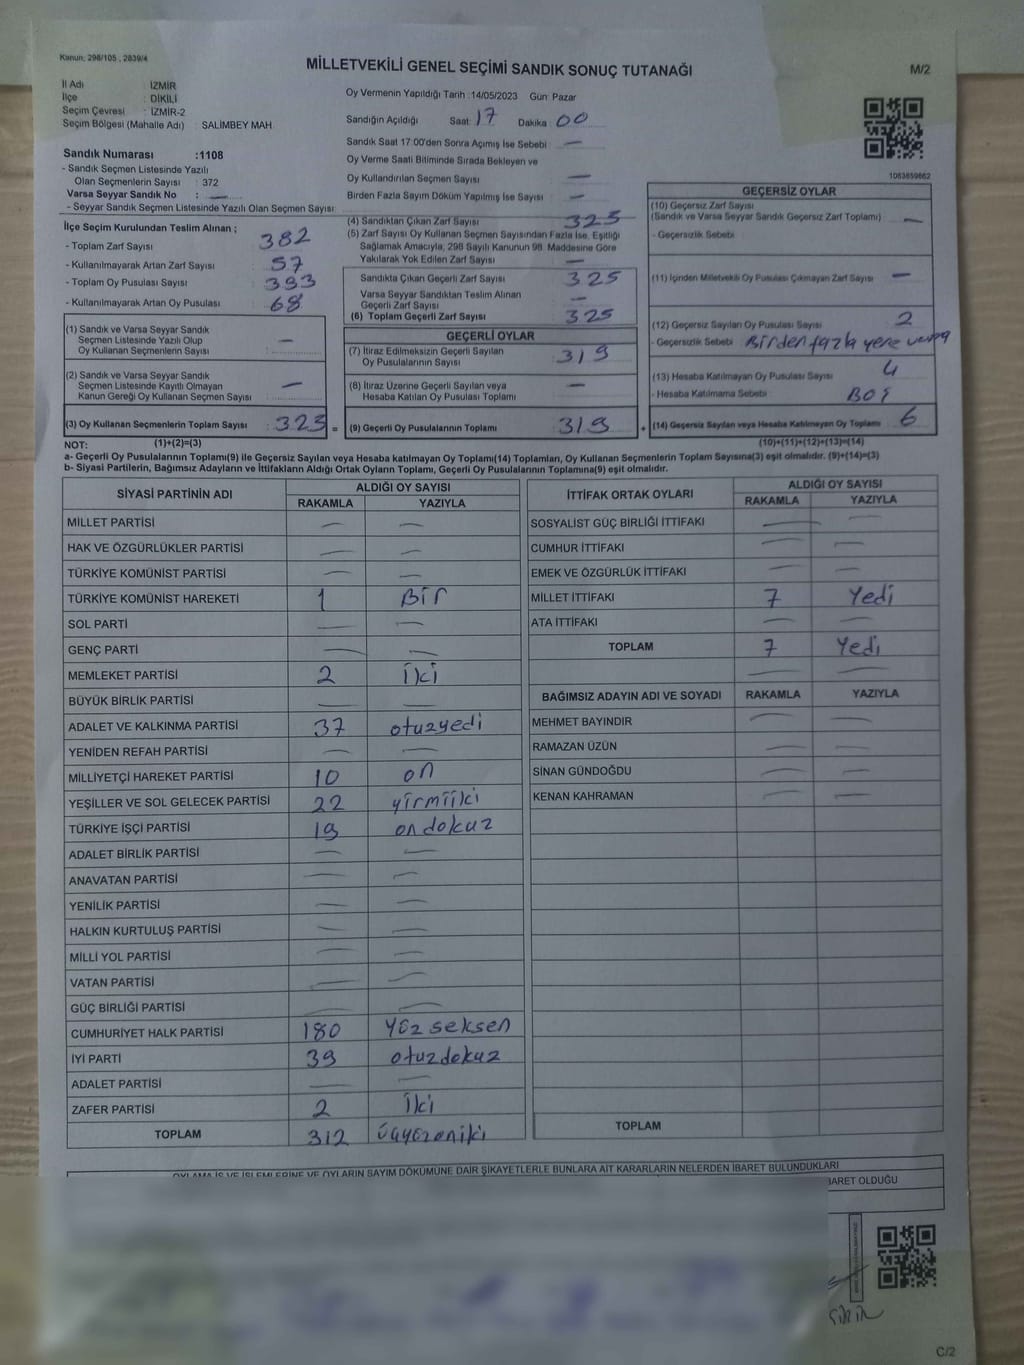 Kanun: 298/105 , 2839/4
MİLLETVEKİLİ GENEL SEÇİMİ SANDIK SONUÇ TUTANAĞI
M/2
İl Adı : İZMİR
İlçe : DİKİLİ
Seçim Çevresi : İZMİR-2
Seçim Bölgesi (Mahalle Adı) : SALİMBEY MAH.
Sandık Numarası :1108
- Sandık Seçmen Listesinde Yazılı
Olan Seçmenlerin Sayısı : 372
Varsa Seyyar Sandık No : —
- Seyyar Sandık Seçmen Listesinde Yazılı Olan Seçmen Sayısı:
İlçe Seçim Kurulundan Teslim Alınan ;
- Toplam Zarf Sayısı : 382
- Kullanılmayarak Artan Zarf Sayısı : 57
- Toplam Oy Pusulası Sayısı : 393
- Kullanılmayarak Artan Oy Pusulası : 68
(1) Sandık ve Varsa Seyyar Sandık
Seçmen Listesinde Yazılı Olup
Oy Kullanan Seçmenlerin Sayısı : —
(2) Sandık ve Varsa Seyyar Sandık
Seçmen Listesinde Kayıtlı Olmayan
Kanun Gereği Oy Kullanan Seçmen Sayısı : —
(3) Oy Kullanan Seçmenlerin Toplam Sayısı : 325 =
Oy Vermenin Yapıldığı Tarih :14/05/2023 Gün: Pazar
Sandığın Açıldığı Saat: 17 Dakika: 00
Sandık Saat 17:00'den Sonra Açımış İse Sebebi : —
Oy Verme Saati Bitiminde Sırada Bekleyen ve
Oy Kullandırılan Seçmen Sayısı : —
Birden Fazla Sayım Döküm Yapılmış İse Sayısı : —
(4) Sandıktan Çıkan Zarf Sayısı : 325
(5) Zarf Sayısı Oy Kullanan Seçmen Sayısından Fazla İse, Eşitliği
Sağlamak Amacıyla, 298 Sayılı Kanunun 98. Maddesine Göre
Yakılarak Yok Edilen Zarf Sayısı : —
Sandıkta Çıkan Geçerli Zarf Sayısı : 325
Varsa Seyyar Sandıktan Teslim Alınan
Geçerli Zarf Sayısı : —
(6) Toplam Geçerli Zarf Sayısı : 325
GEÇERLİ OYLAR
(7) İtiraz Edilmeksizin Geçerli Sayılan
Oy Pusulalarının Sayısı : 319
(8) İtiraz Üzerine Geçerli Sayılan veya
Hesaba Katılan Oy Pusulası Toplamı : —
(9) Geçerli Oy Pusulalarının Toplamı : 319 +
1083859862
GEÇERSİZ OYLAR
(10) Geçersiz Zarf Sayısı
(Sandık ve Varsa Seyyar Sandık Geçersiz Zarf Toplamı) : —
- Geçersizlik Sebebi :
(11) İçinden Milletvekili Oy Pusulası Çıkmayan Zarf Sayısı : —
(12) Geçersiz Sayılan Oy Pusulası Sayısı : 2
- Geçersizlik Sebebi : Birden fazla yere
(13) Hesaba Katılmayan Oy Pusulası Sayısı : 4
- Hesaba Katılmama Sebebi : Boş
(14) Geçersiz Sayılan veya Hesaba Katılmayan Oy Toplamı : 6
NOT: (1)+(2)=(3) (10)+(11)+(12)+(13)=(14)
a- Geçerli Oy Pusulalarının Toplamı(9) ile Geçersiz Sayılan veya Hesaba katılmayan Oy Toplamı(14) Toplamları, Oy Kullanan Seçmenlerin Toplam Sayısına(3) eşit olmalıdır. (9)+(14)=(3)
b- Siyasi Partilerin, Bağımsız Adayların ve İttifakların Aldığı Ortak Oyların Toplamı, Geçerli Oy Pusulalarının Toplamına(9) eşit olmalıdır.
SİYASİ PARTİNİN ADI ALDIĞI OY SAYISI
RAKAMLA YAZIYLA
MİLLET PARTİSİ — —
HAK VE ÖZGÜRLÜKLER PARTİSİ — —
TÜRKİYE KOMÜNİST PARTİSİ — —
TÜRKİYE KOMÜNİST HAREKETİ 1 Bir
SOL PARTİ — —
GENÇ PARTİ — —
MEMLEKET PARTİSİ 2 iki
BÜYÜK BİRLİK PARTİSİ — —
ADALET VE KALKINMA PARTİSİ 37 otuzyedi
YENİDEN REFAH PARTİSİ — —
MİLLİYETÇİ HAREKET PARTİSİ 10 on
YEŞİLLER VE SOL GELECEK PARTİSİ 22 yirmiiki
TÜRKİYE İŞÇİ PARTİSİ 19 ondokuz
ADALET BİRLİK PARTİSİ — —
ANAVATAN PARTİSİ — —
YENİLİK PARTİSİ — —
HALKIN KURTULUŞ PARTİSİ — —
MİLLİ YOL PARTİSİ — —
VATAN PARTİSİ — —
GÜÇ BİRLİĞİ PARTİSİ — —
CUMHURİYET HALK PARTİSİ 180 Yüz seksen
İYİ PARTİ 39 otuzdokuz
ADALET PARTİSİ — —
ZAFER PARTİSİ 2 iki
TOPLAM 312 üçyüzoniki
İTTİFAK ORTAK OYLARI ALDIĞI OY SAYISI
RAKAMLA YAZIYLA
SOSYALİST GÜÇ BİRLİĞİ İTTİFAKI — —
CUMHUR İTTİFAKI — —
EMEK VE ÖZGÜRLÜK İTTİFAKI — —
MİLLET İTTİFAKI 7 Yedi
ATA İTTİFAKI — —
TOPLAM 7 Yedi
— —
BAĞIMSIZ ADAYIN ADI VE SOYADI RAKAMLA YAZIYLA
MEHMET BAYINDIR — —
RAMAZAN ÜZÜN — —
SİNAN GÜNDOĞDU — —
KENAN KAHRAMAN — —
TOPLAM
OYLAMA İŞ VE İŞLEMLERİNE VE OYLARIN SAYIM DÖKÜMÜNE DAİR ŞİKAYETLERLE BUNLARA AİT KARARLARIN NELERDEN İBARET BULUNDUKLARI
İBARET OLDUĞU
C/2